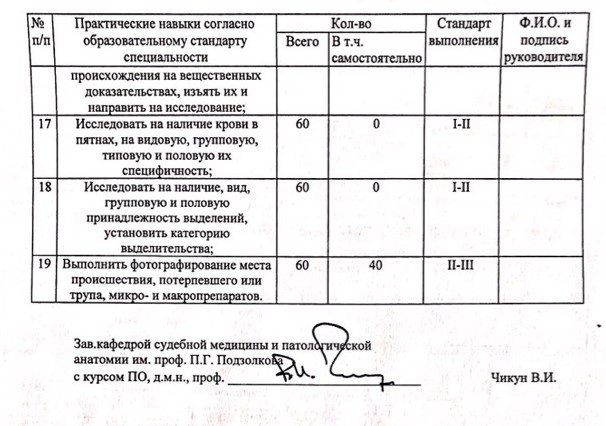 № п/п
Практические навыки согласно образовательному стандарту специальности
Кол-во
Всего
В т.ч. самостоятельно
Стандарт выполнения
Ф.И.О. и подпись руководителя
происхождения на вещественных
доказательствах, изъять их и
направить на исследование;
17 Исследовать на наличие крови в 60 0 I-II
пятнах, на видовую, групповую,
типовую и половую их
специфичность;
18 Исследовать на наличие, вид, 60 0 I-II
групповую и половую
принадлежность выделений,
установить категорию
выделительства;
19 Выполнить фотографирование места 60 40 II-III
происшествия, потерпевшего или
трупа, микро- и макропрепаратов.
Зав.кафедрой судебной медицины и патологической
анатомии им. проф. П.Г. Подзолкова
с курсом ПО, д.м.н., проф. Чикун В.И.